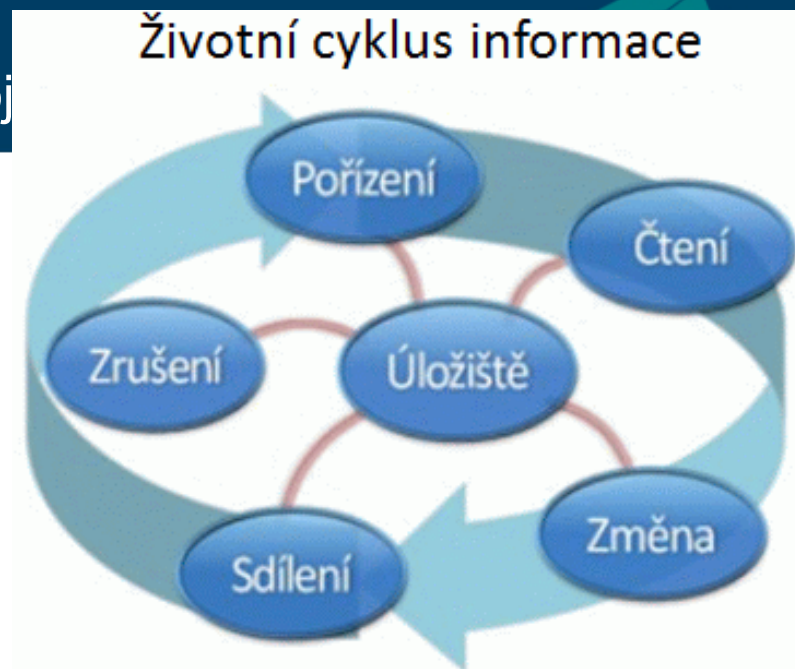 Životní cyklus informace
Pořízení
Čtení
Zrušení
Úložiště
Změna
Sdílení